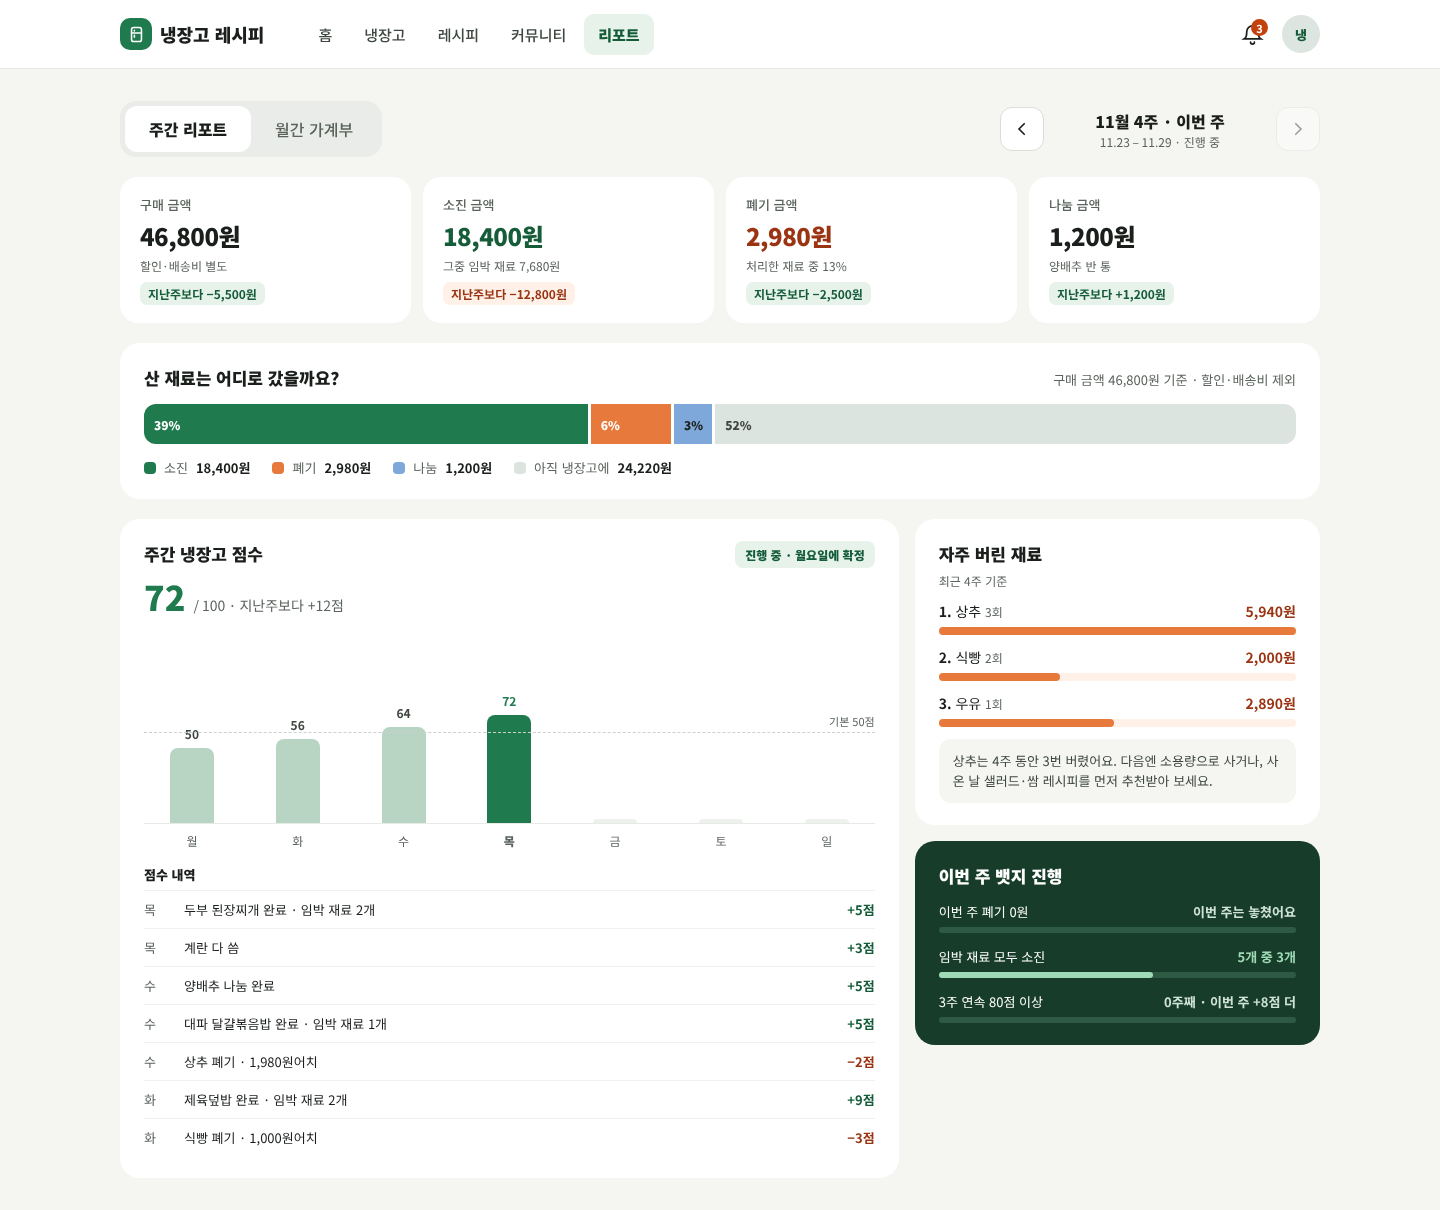 냉장고 레시피
홈 냉장고 레시피 커뮤니티 리포트
3
냉
주간 리포트 월간 가계부
11월 4주 · 이번 주
11.23 – 11.29 · 진행 중
구매 금액
46,800원
할인·배송비 별도
지난주보다 −5,500원
소진 금액
18,400원
그중 임박 재료 7,680원
지난주보다 −12,800원
폐기 금액
2,980원
처리한 재료 중 13%
지난주보다 −2,500원
나눔 금액
1,200원
양배추 반 통
지난주보다 +1,200원
산 재료는 어디로 갔을까요?
구매 금액 46,800원 기준 · 할인·배송비 제외
39% 6% 3% 52%
소진 18,400원 폐기 2,980원 나눔 1,200원 아직 냉장고에 24,220원
주간 냉장고 점수
진행 중 · 월요일에 확정
72 / 100 · 지난주보다 +12점
기본 50점
50 56 64 72
월 화 수 목 금 토 일
점수 내역
목 두부 된장찌개 완료 · 임박 재료 2개 +5점
목 계란 다 씀 +3점
수 양배추 나눔 완료 +5점
수 대파 달걀볶음밥 완료 · 임박 재료 1개 +5점
수 상추 폐기 · 1,980원어치 −2점
화 제육덮밥 완료 · 임박 재료 2개 +9점
화 식빵 폐기 · 1,000원어치 −3점
자주 버린 재료
최근 4주 기준
1. 상추 3회 5,940원
2. 식빵 2회 2,000원
3. 우유 1회 2,890원
상추는 4주 동안 3번 버렸어요. 다음엔 소용량으로 사거나, 사
온 날 샐러드·쌈 레시피를 먼저 추천받아 보세요.
이번 주 뱃지 진행
이번 주 폐기 0원 이번 주는 놓쳤어요
임박 재료 모두 소진 5개 중 3개
3주 연속 80점 이상 0주째 · 이번 주 +8점 더